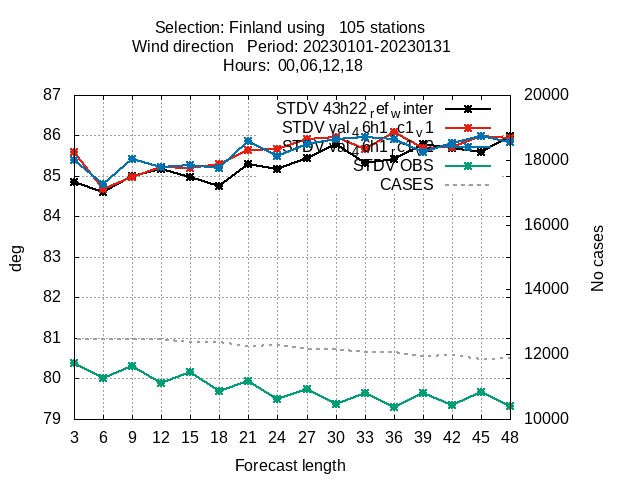 Selection: Finland using 105 stations
Wind direction Period: 20230101-20230131
Hours: 00,06,12,18
87
86
85
84
83
82
81
80
79
20000
18000
16000
14000
12000
10000
STDV 43h22_ref_winter
STDV val_46h1_rc1_v1
STDV
STDV OBS
CASES
deg
No cases
3 6 9 12 15 18 21 24 27 30 33 36 39 42 45 48
Forecast length